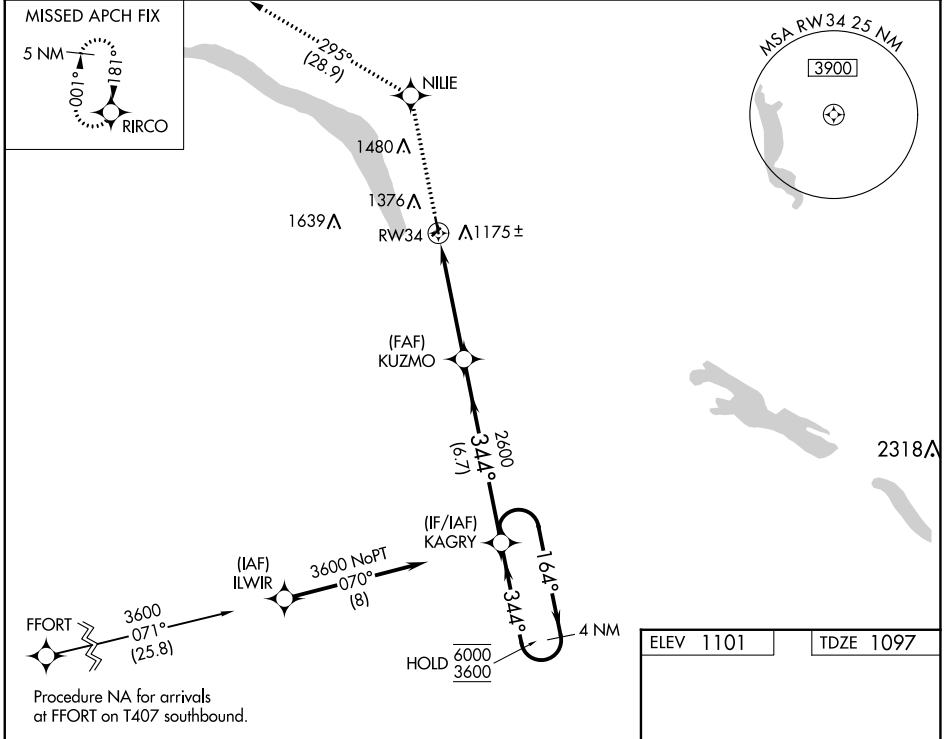 MISSED APCH FIX
5 NM
001°
181°
RIRCO
295°
(28.9)
NILIE
MSA RW34 25 NM
3900
1480
1376
1639
RW34
1175 ±
(FAF)
KUZMO
2600
344°
(6.7)
2318
(IF/IAF)
KAGRY
(IAF)
ILWIR
3600 NoPT
070°
(8)
164°
344°
4 NM
HOLD
6000
3600
FFORT
3600
071°
(25.8)
Procedure NA for arrivals
at FFORT on T407 southbound.
ELEV 1101
TDZE 1097